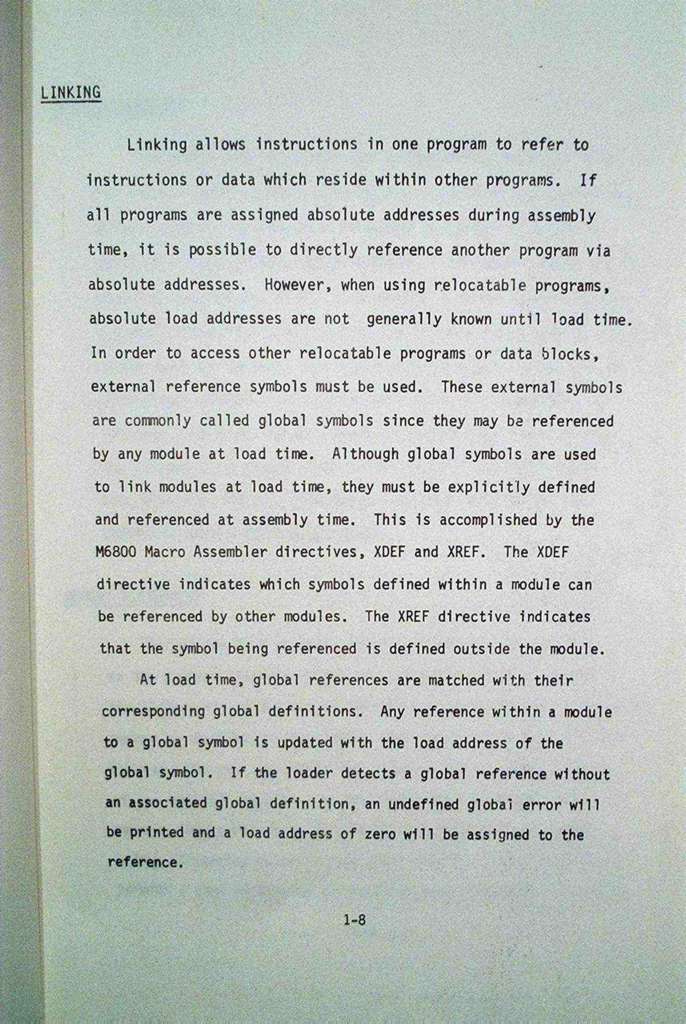 LINKING
Linking allows instructions in one program to refer to
instructions or data which reside within other programs. If
all programs are assigned absolute addresses during assembly
time, it is possible to directly reference another program via
absolute addresses. However, when using relocatable programs,
absolute load addresses are not generally known until load time.
In order to access other relocatable programs or data blocks,
external reference symbols must be used. These external symbols
are commonly called global symbols since they may be referenced
by any module at load time. Although global symbols are used
to link modules at load time, they must be explicitly defined
and referenced at assembly time. This is accomplished by the
M6800 Macro Assembler directives, XDEF and XREF. The XDEF
directive indicates which symbols defined within a module can
be referenced by other modules. The XREF directive indicates
that the symbol being referenced is defined outside the module.
At load time, global references are matched with their
corresponding global definitions. Any reference within a module
to a global symbol is updated with the load address of the
global symbol. If the loader detects a global reference without
an associated global definition, an undefined global error will
be printed and a load address of zero will be assigned to the
reference.
1-8